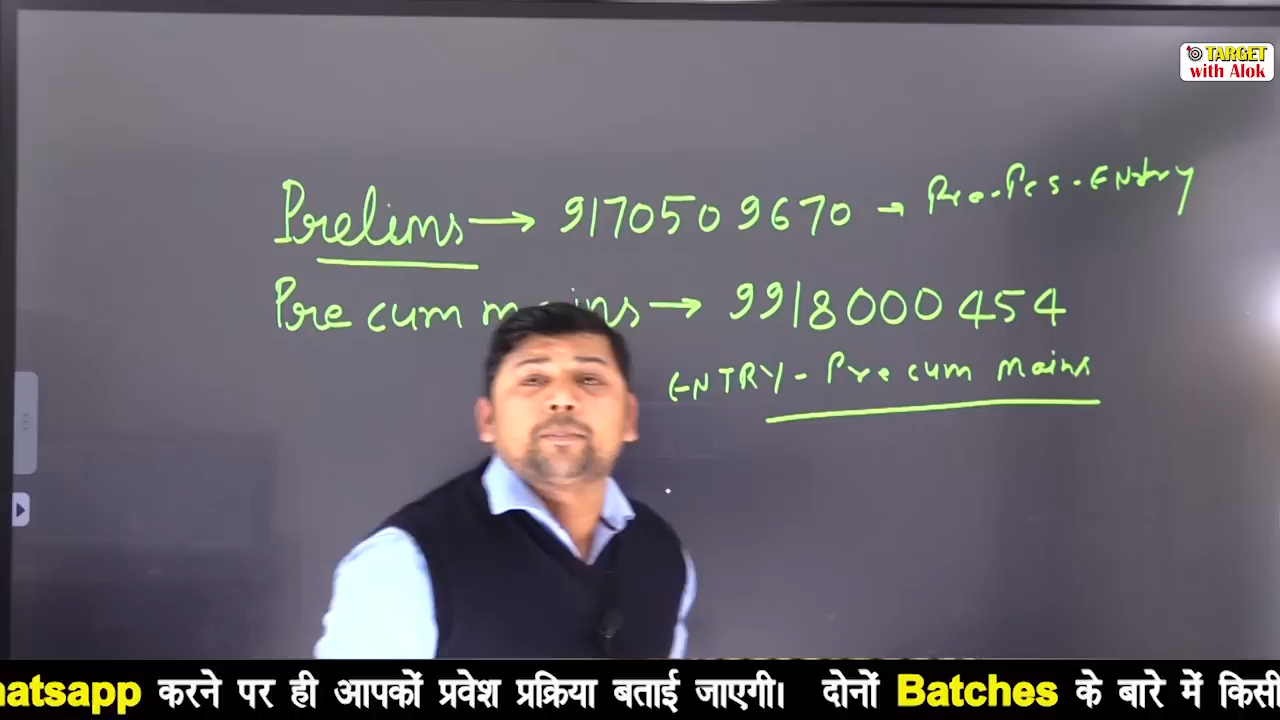 TARGET
with Alok
Prelims → 9170509670 → Pre-Pcs-ENtry
Pre cum mains → 9918000454
ENTRY - Pre cum mains
hatsapp करने पर ही आपकों प्रवेश प्रक्रिया बताई जाएगी। दोनों Batches के बारे में किसी